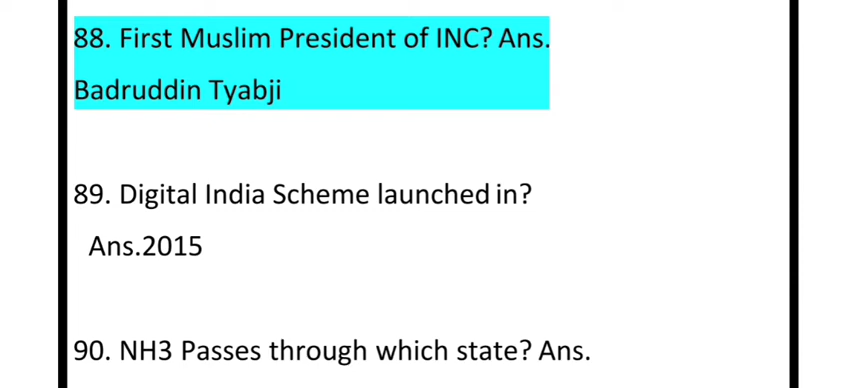 88. First Muslim President of INC? Ans.
Badruddin Tyabji
89. Digital India Scheme launched in?
Ans.2015
90. NH3 Passes through which state? Ans.